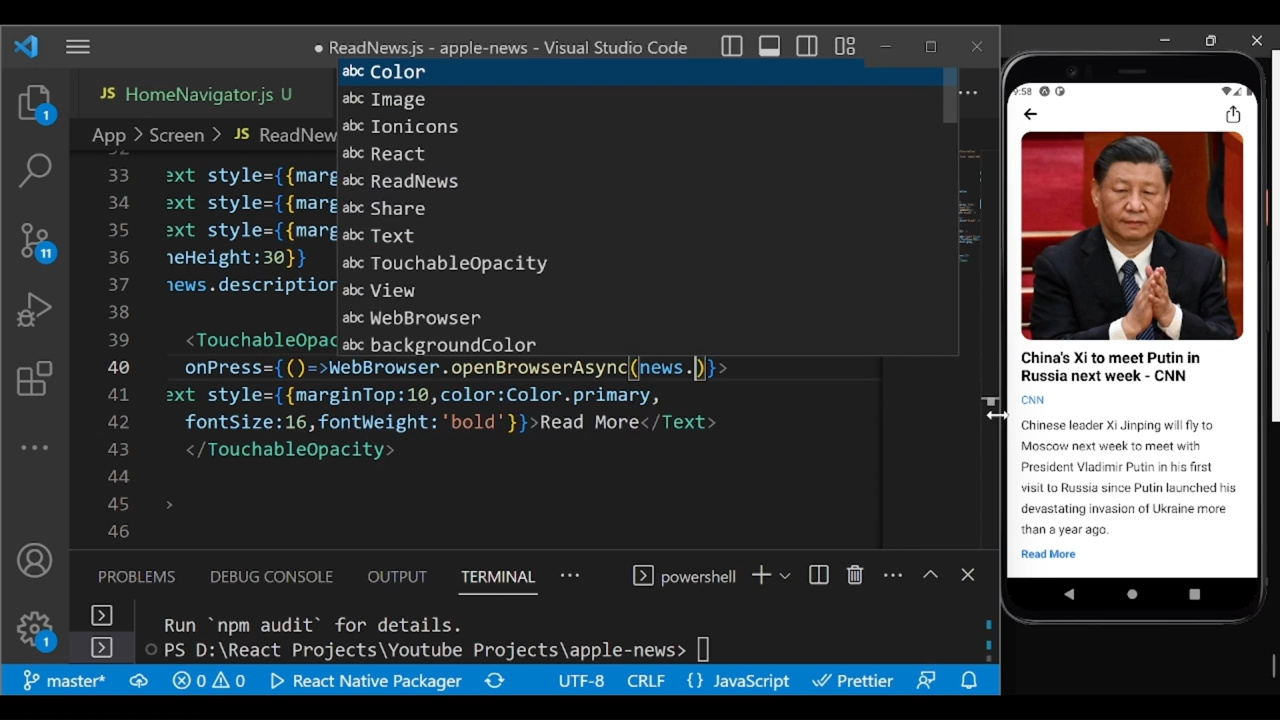 ● ReadNews.js - apple-news - Visual Studio Code
JS HomeNavigator.js U
App > Screen > JS ReadNew
abc Color
abc Image
abc Ionicons
abc React
abc ReadNews
abc Share
abc Text
abc TouchableOpacity
abc View
abc WebBrowser
abc backgroundColor
33 ext style={{marg
34 ext style={{marg
35 ext style={{marg
36 neHeight:30}}
37 news.description
38
39 <TouchableOpac
40 onPress={()=>WebBrowser.openBrowserAsync(news.)}>
41 ext style={{marginTop:10,color:Color.primary,
42 fontSize:16,fontWeight:'bold'}}>Read More</Text>
43 </TouchableOpacity>
44
45 >
46
1
11
1
PROBLEMS DEBUG CONSOLE OUTPUT TERMINAL ··· powershell
Run `npm audit` for details.
PS D:\React Projects\Youtube Projects\apple-news>
master* 0 0 React Native Packager UTF-8 CRLF {} JavaScript Prettier
9:58
China's Xi to meet Putin in
Russia next week - CNN
CNN
Chinese leader Xi Jinping will fly to
Moscow next week to meet with
President Vladimir Putin in his first
visit to Russia since Putin launched his
devastating invasion of Ukraine more
than a year ago.
Read More